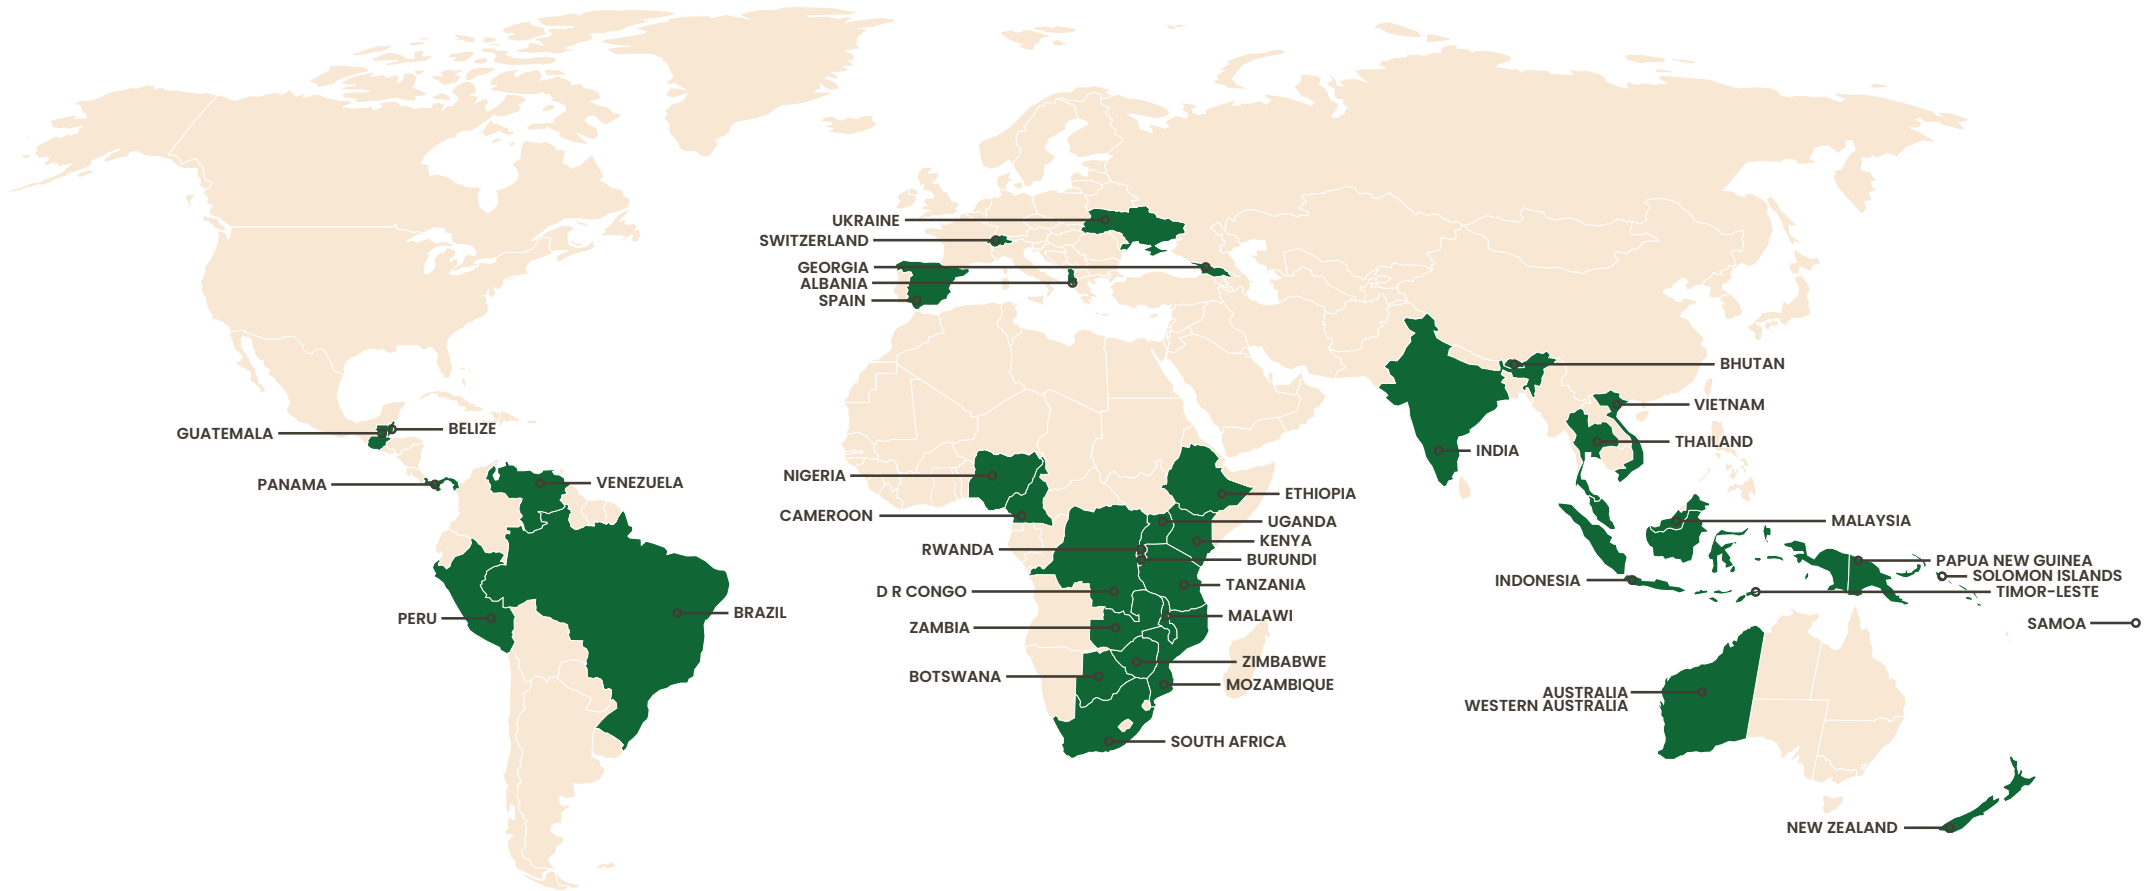 UKRAINE
SWITZERLAND
GEORGIA
ALBANIA
SPAIN
BHUTAN
VIETNAM
GUATEMALA
BELIZE
THAILAND
INDIA
NIGERIA
PANAMA
VENEZUELA
ETHIOPIA
CAMEROON
UGANDA
MALAYSIA
KENYA
RWANDA
BURUNDI
PAPUA NEW GUINEA
SOLOMON ISLANDS
INDONESIA
TANZANIA
D R CONGO
TIMOR-LESTE
BRAZIL
PERU
MALAWI
SAMOA
ZAMBIA
ZIMBABWE
BOTSWANA
MOZAMBIQUE
AUSTRALIA
WESTERN AUSTRALIA
SOUTH AFRICA
NEW ZEALAND